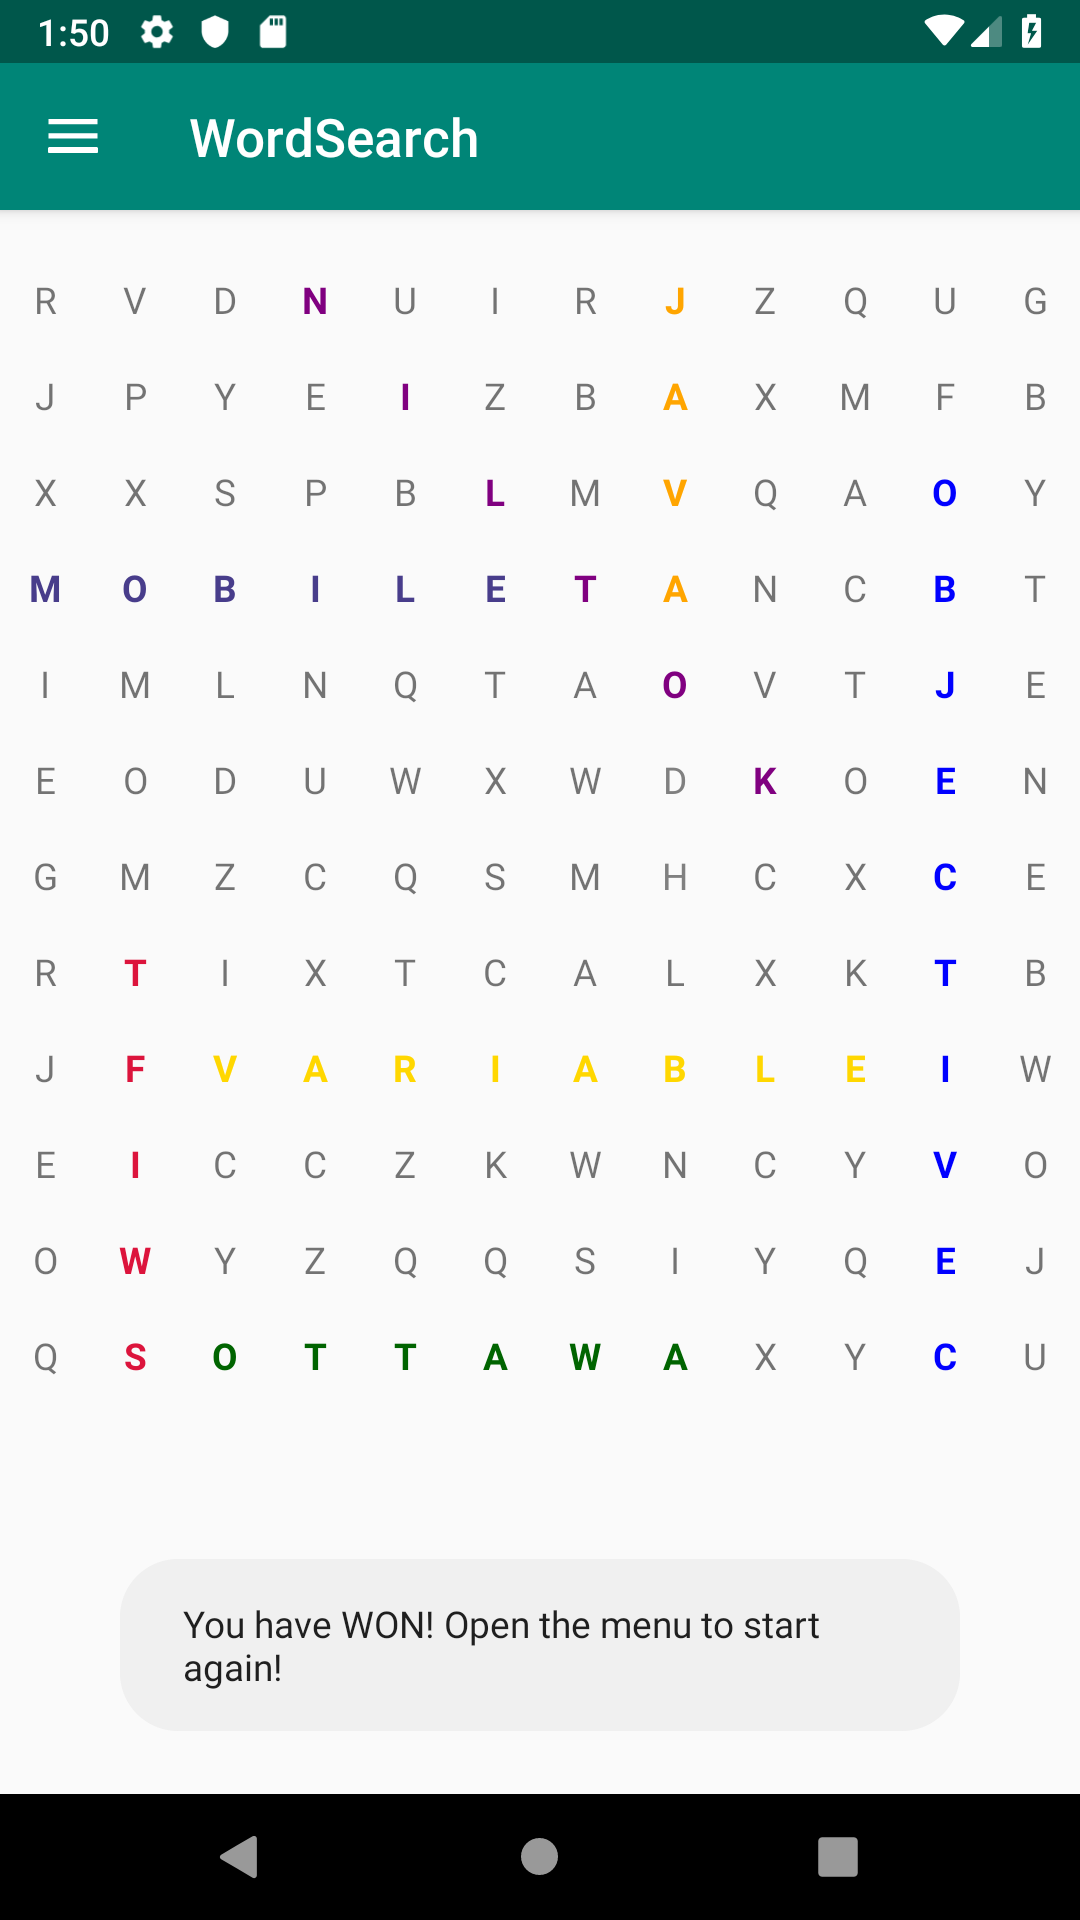 1:50
WordSearch
R V D N U I R J Z Q U G
J P Y E I Z B A X M F B
X X S P B L M V Q A O Y
M O B I L E T A N C B T
I M L N Q T A O V T J E
E O D U W X W D K O E N
G M Z C Q S M H C X C E
R T I X T C A L X K T B
J F V A R I A B L E I W
E I C C Z K W N C Y V O
O W Y Z Q Q S I Y Q E J
Q S O T T A W A X Y C U
You have WON! Open the menu to start
again!